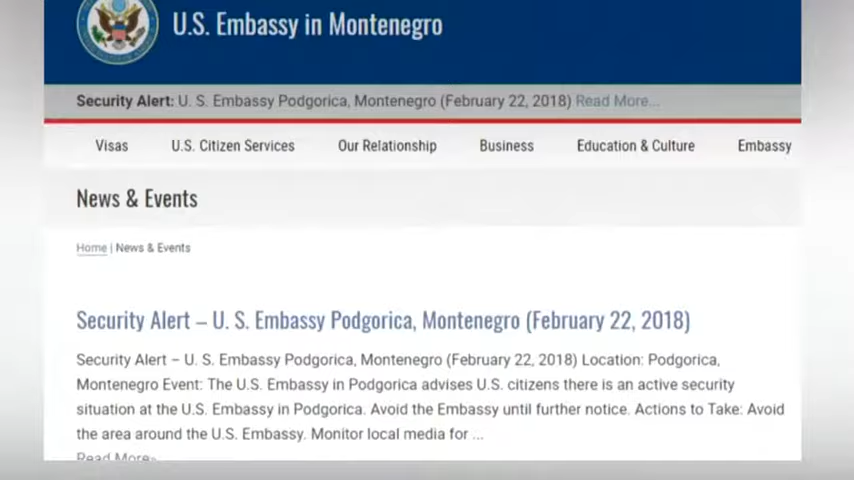 U.S. Embassy in Montenegro
Security Alert: U. S. Embassy Podgorica, Montenegro (February 22, 2018) Read More...
Visas U.S. Citizen Services Our Relationship Business Education & Culture Embassy
News & Events
Home | News & Events
Security Alert – U. S. Embassy Podgorica, Montenegro (February 22, 2018)
Security Alert – U. S. Embassy Podgorica, Montenegro (February 22, 2018) Location: Podgorica,
Montenegro Event: The U.S. Embassy in Podgorica advises U.S. citizens there is an active security
situation at the U.S. Embassy in Podgorica. Avoid the Embassy until further notice. Actions to Take: Avoid
the area around the U.S. Embassy. Monitor local media for ...
Read More»